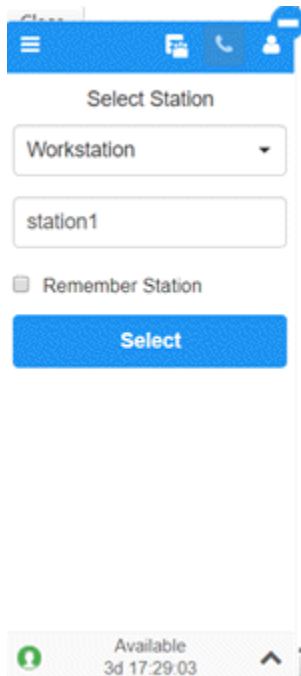 Select Station
Workstation
station1
Remember Station
Select
Available
3d 17:29:03